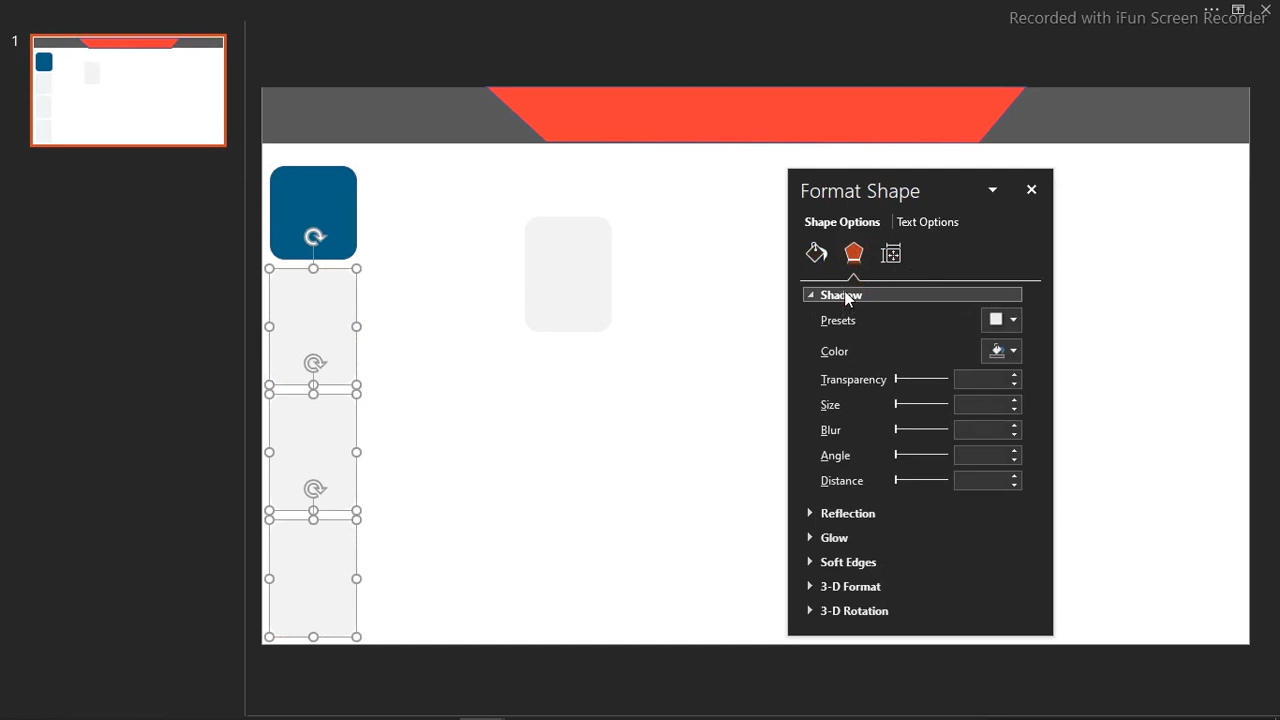 Recorded with iFun Screen Recorder
1
Format Shape
Shape Options
Text Options
Shadow
Presets
Color
Transparency
Size
Blur
Angle
Distance
Reflection
Glow
Soft Edges
3-D Format
3-D Rotation